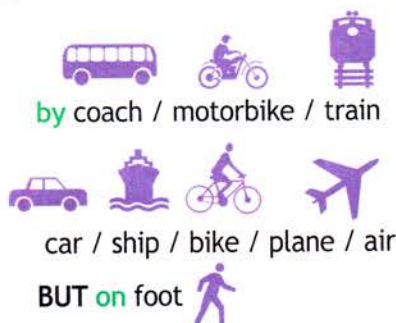 by coach / motorbike / train
car / ship / bike / plane / air
BUT on foot